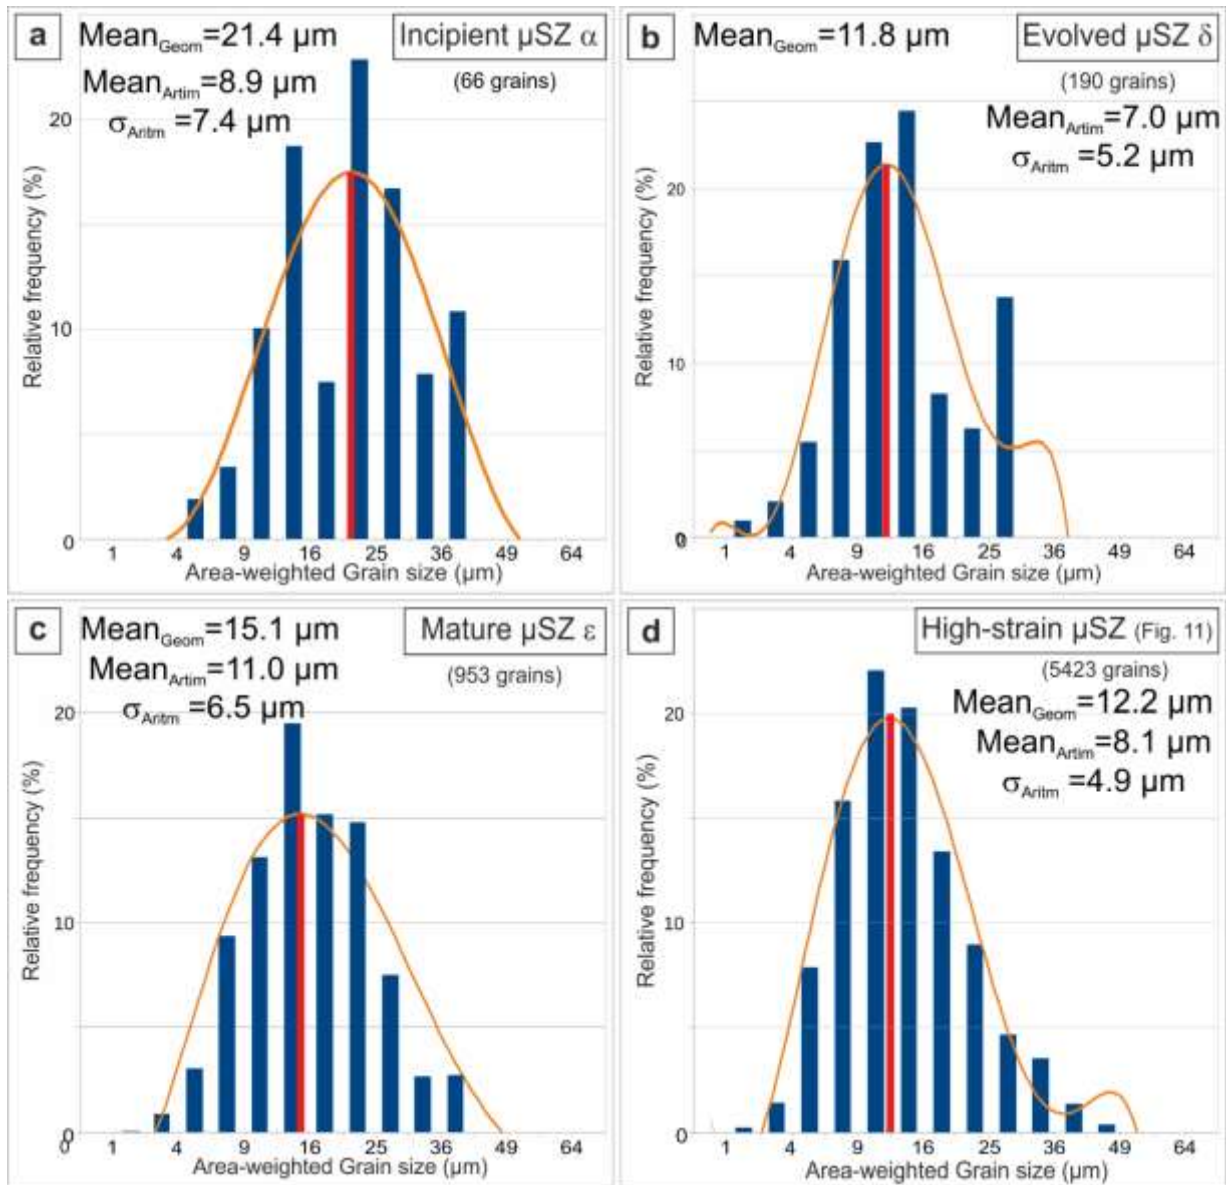 a
Mean_Geom=21.4 µm
Incipient µSZ α
(66 grains)
Mean_Artim=8.9 µm
σ_Aritm =7.4 µm
Relative frequency (%)
20
10
0
1 4 9 16 25 36 49 64
Area-weighted Grain size (µm)
b
Mean_Geom=11.8 µm
Evolved µSZ δ
(190 grains)
Mean_Artim=7.0 µm
σ_Aritm =5.2 µm
Relative frequency (%)
20
10
0
1 4 9 16 25 36 49 64
Area-weighted Grain size (µm)
c
Mean_Geom=15.1 µm
Mature µSZ ε
(953 grains)
Mean_Artim=11.0 µm
σ_Aritm =6.5 µm
Relative frequency (%)
20
10
0
1 4 9 16 25 36 49 64
Area-weighted Grain size (µm)
d
High-strain µSZ (Fig. 11)
(5423 grains)
Mean_Geom=12.2 µm
Mean_Artim=8.1 µm
σ_Aritm =4.9 µm
Relative frequency (%)
20
10
0
1 4 9 16 25 36 49 64
Area-weighted Grain size (µm)